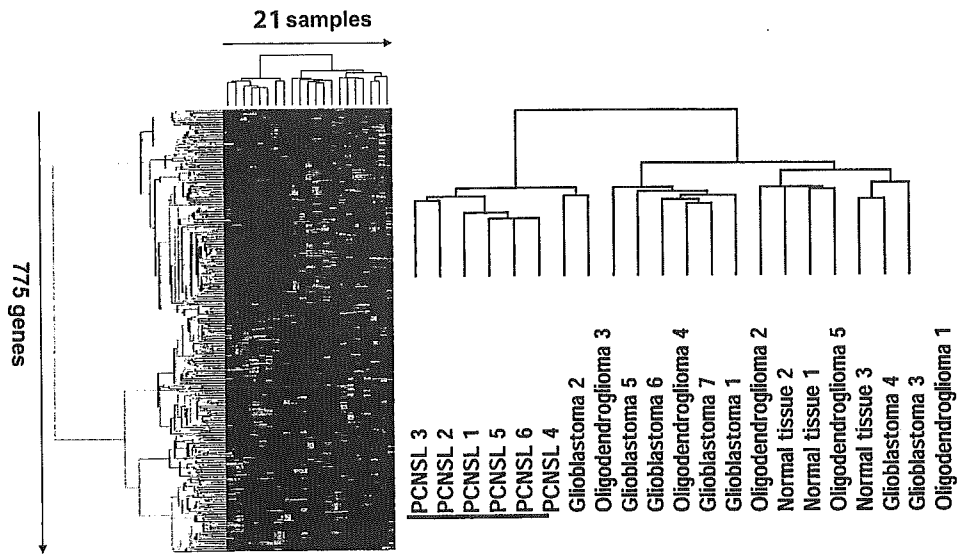 21 samples
775 genes
PCNSL 3
PCNSL 2
PCNSL 1
PCNSL 5
PCNSL 6
PCNSL 4
Glioblastoma 2
Oligodendroglioma 3
Glioblastoma 5
Glioblastoma 6
Oligodendroglioma 4
Glioblastoma 7
Glioblastoma 1
Oligodendroglioma 2
Normal tissue 2
Normal tissue 1
Oligodendroglioma 5
Normal tissue 3
Glioblastoma 4
Glioblastoma 3
Oligodendroglioma 1